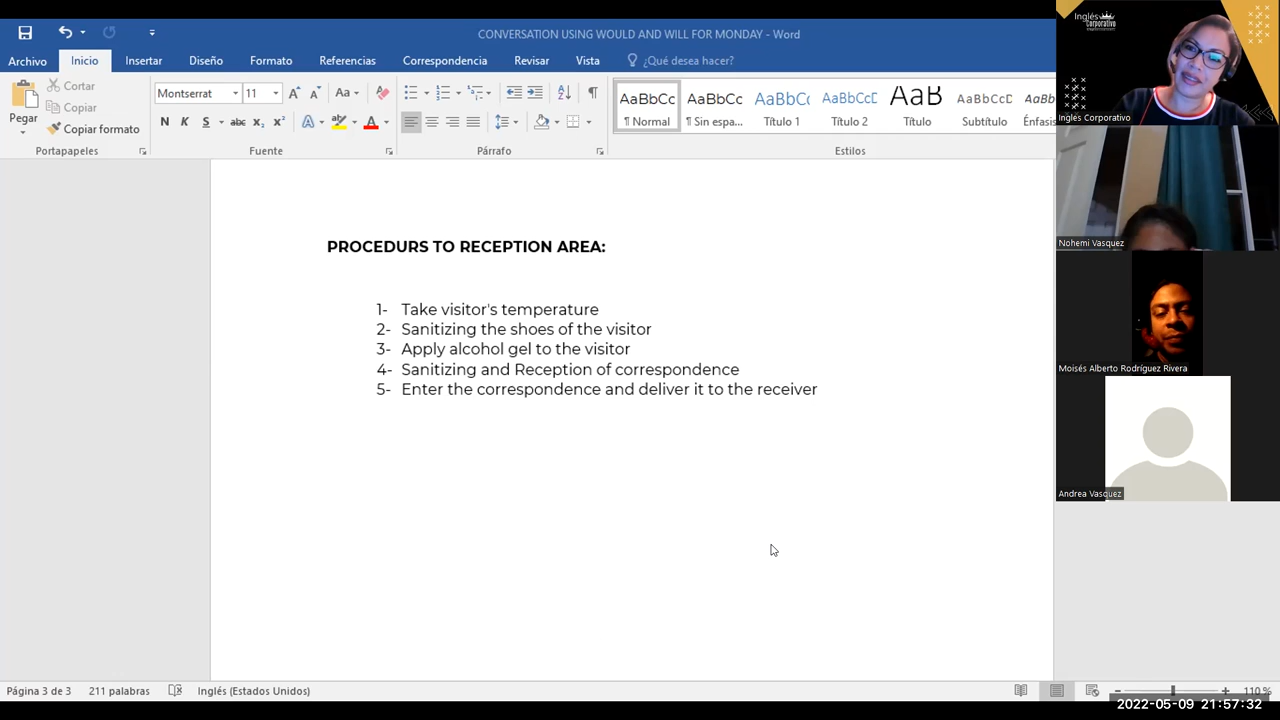 CONVERSATION USING WOULD AND WILL FOR MONDAY - Word
Archivo Inicio Insertar Diseño Formato Referencias Correspondencia Revisar Vista ¿Qué desea hacer?
Pegar
Cortar
Copiar
Copiar formato
Portapapeles
Montserrat 11
N K S abc x₂ x²
Fuente
Párrafo
AaBbCc AaBbCc AaBbCc AaBbCcC AaB AaBbCcD AaBbCc
¶ Normal ¶ Sin espa... Título 1 Título 2 Título Subtítulo Énfasis
Estilos
PROCEDURS TO RECEPTION AREA:
1- Take visitor's temperature
2- Sanitizing the shoes of the visitor
3- Apply alcohol gel to the visitor
4- Sanitizing and Reception of correspondence
5- Enter the correspondence and deliver it to the receiver
Página 3 de 3 211 palabras Inglés (Estados Unidos) 110 %
Inglés
Corporativo
Inglés Corporativo
Nohemi Vasquez
Moisés Alberto Rodríguez Rivera
Andrea Vasquez
2022-05-09 21:57:32